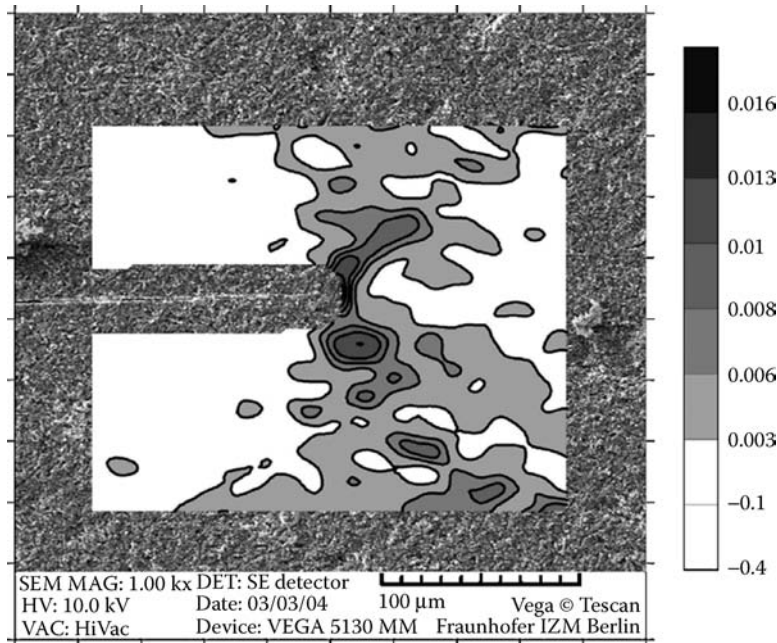 0.016
0.013
0.01
0.008
0.006
0.003
−0.1
−0.4
SEM MAG: 1.00 kx DET: SE detector
HV: 10.0 kV Date: 03/03/04 100 μm Vega © Tescan
VAC: HiVac Device: VEGA 5130 MM Fraunhofer IZM Berlin